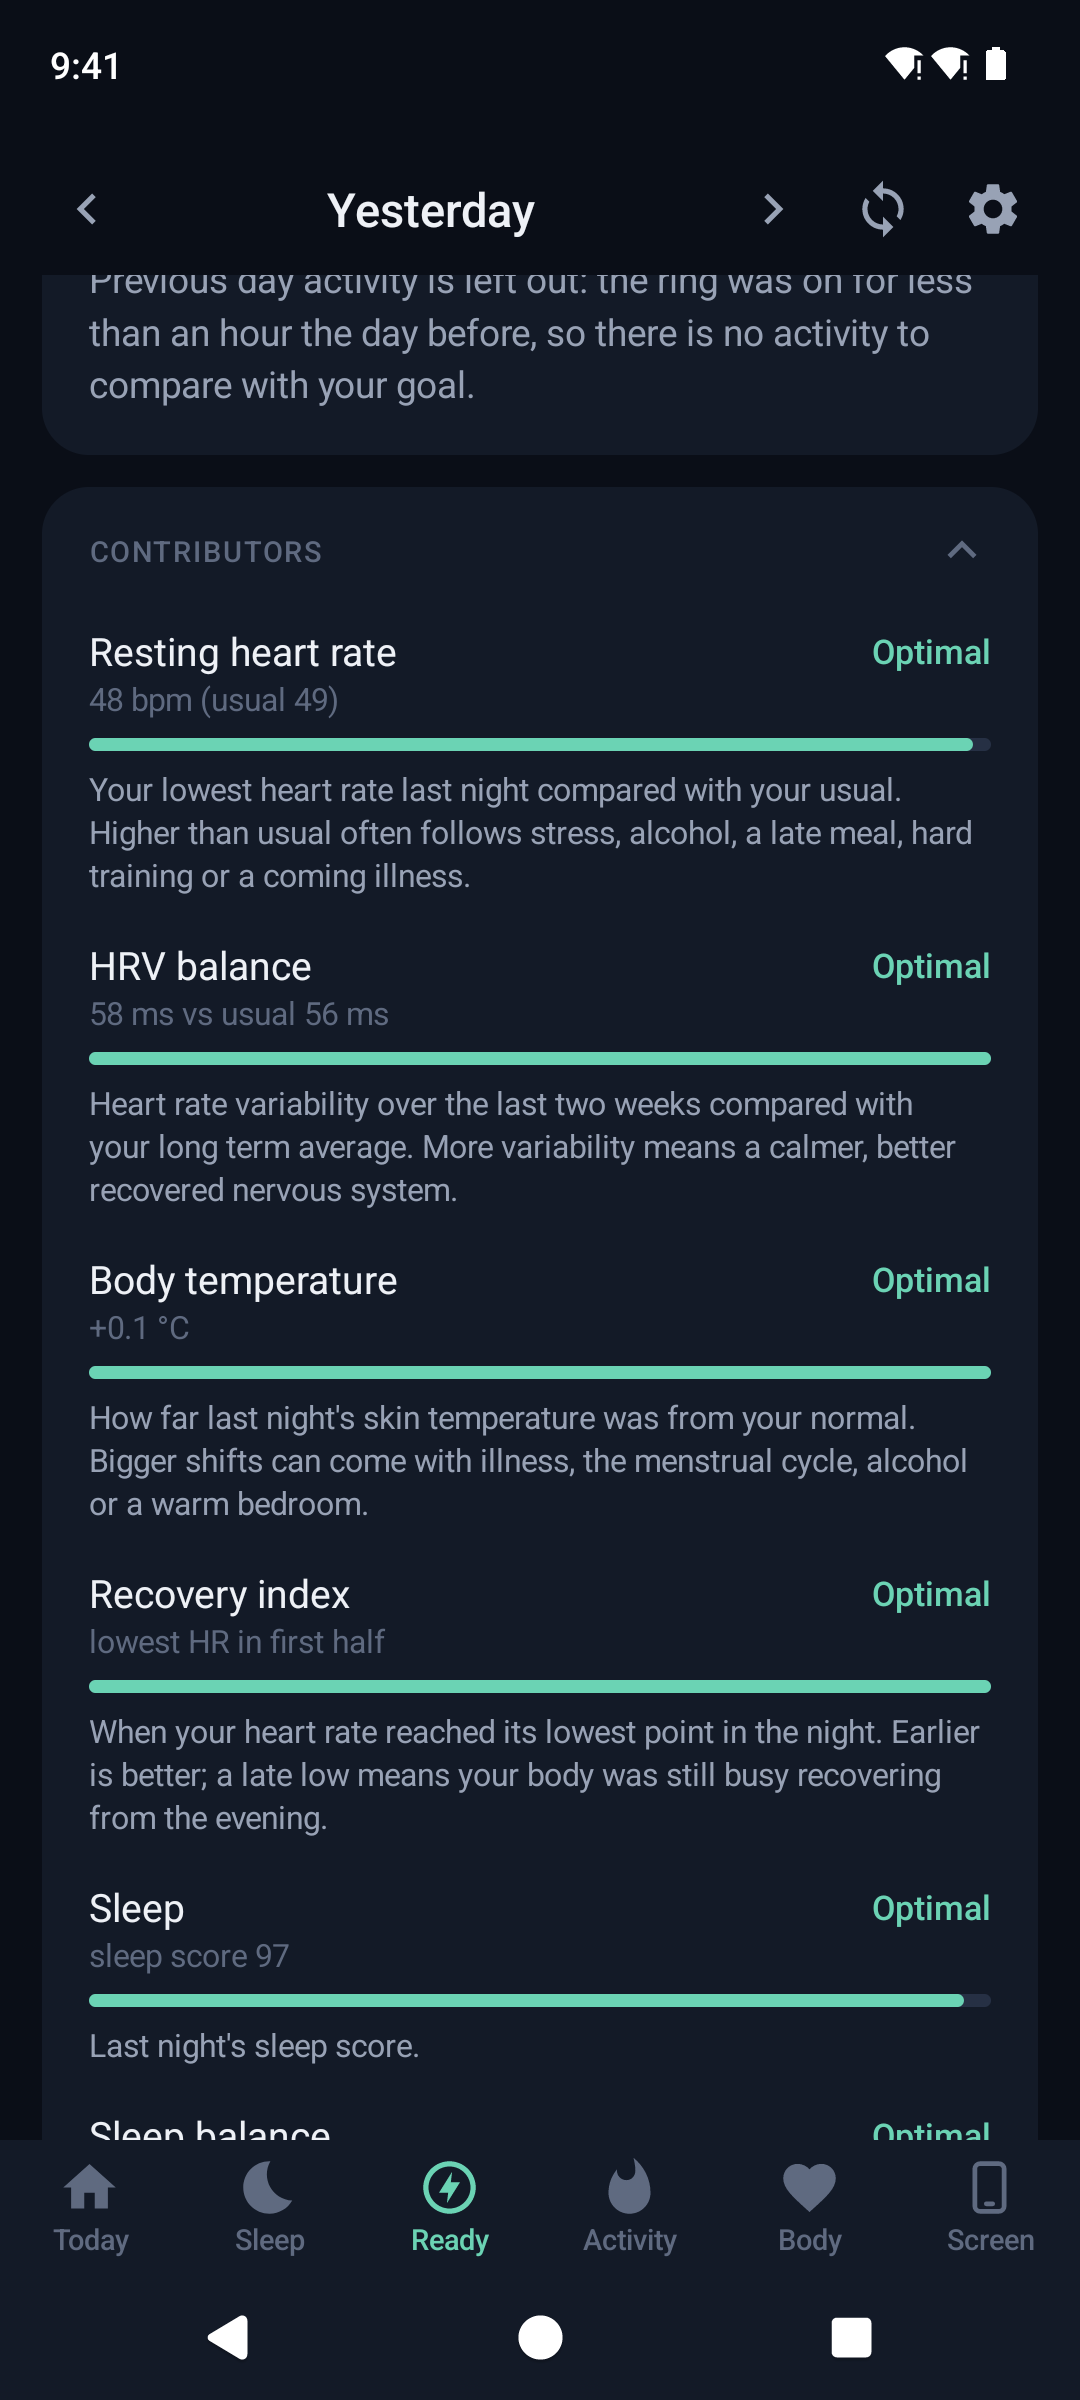 9:41
Yesterday
Previous day activity is left out: the ring was on for less
than an hour the day before, so there is no activity to
compare with your goal.
CONTRIBUTORS
Resting heart rate
Optimal
48 bpm (usual 49)
Your lowest heart rate last night compared with your usual.
Higher than usual often follows stress, alcohol, a late meal, hard
training or a coming illness.
HRV balance
Optimal
58 ms vs usual 56 ms
Heart rate variability over the last two weeks compared with
your long term average. More variability means a calmer, better
recovered nervous system.
Body temperature
Optimal
+0.1 °C
How far last night's skin temperature was from your normal.
Bigger shifts can come with illness, the menstrual cycle, alcohol
or a warm bedroom.
Recovery index
Optimal
lowest HR in first half
When your heart rate reached its lowest point in the night. Earlier
is better; a late low means your body was still busy recovering
from the evening.
Sleep
Optimal
sleep score 97
Last night's sleep score.
Sleep balance
Optimal
Today
Sleep
Ready
Activity
Body
Screen